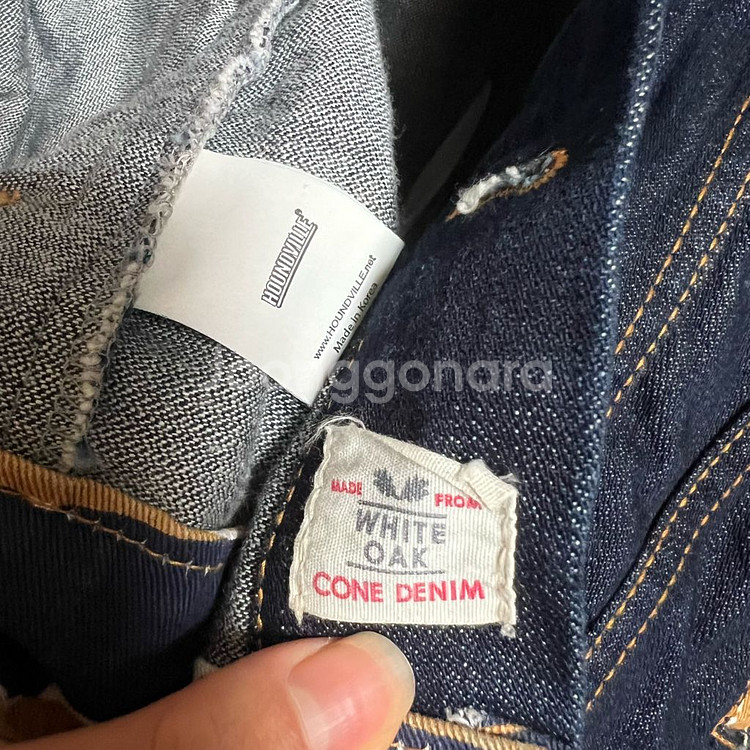 HOUNDVILLE®
www.HOUNDVILLE.net
Made in Korea
joonggonara
MADE FROM
WHITE
OAK
CONE DENIM